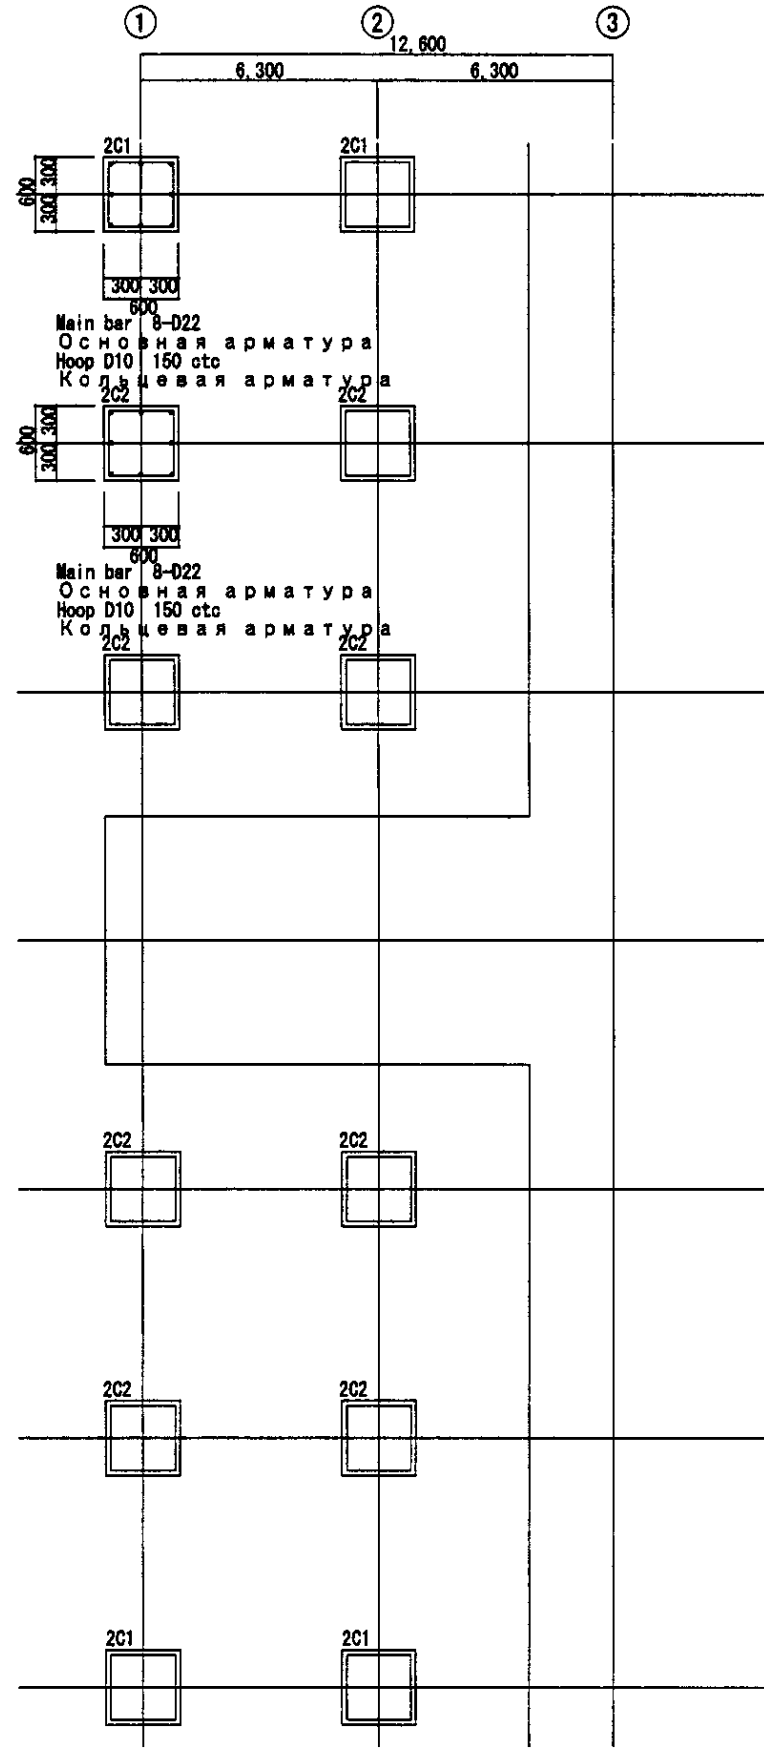 1 2 3
12,600
6,300 6,300
2C1 2C1
600 300 300
300 300
600
Main bar 8-D22
Основная арматура
Hoop D10 150 ctc
Кольцевая арматура
2C2 2C2
600 300 300
300 300
600
Main bar 8-D22
Основная арматура
Hoop D10 150 ctc
Кольцевая арматура
2C2 2C2
2C2 2C2
2C2 2C2
2C1 2C1